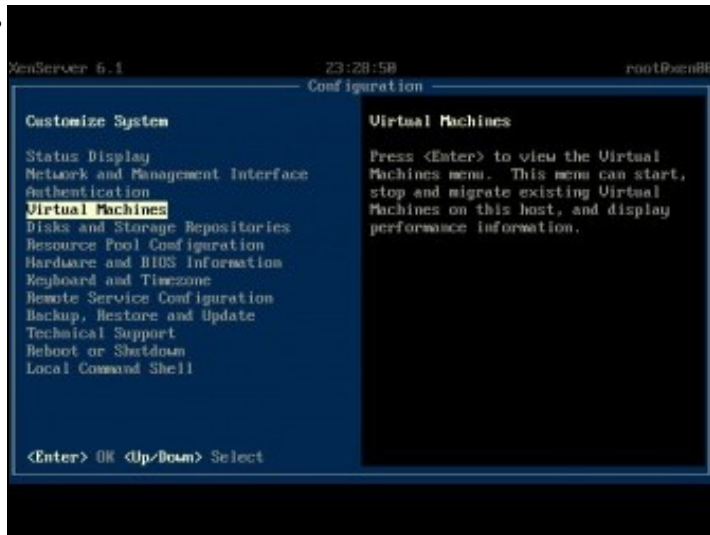 XenServer 6.1 23:28:50
Configuration
Customize System
Status Display
Network and Management Interface
Authentication
Virtual Machines
Disks and Storage Repositories
Resource Pool Configuration
Hardware and BIOS Information
Keyboard and Timezone
Remote Service Configuration
Backup, Restore and Update
Technical Support
Reboot or Shutdown
Local Command Shell
<Enter> OK <Up/Down> Select
Virtual Machines
Press <Enter> to view the Virtual
Machines menu.  This menu can start,
stop and migrate existing Virtual
Machines on this host, and display
performance information.